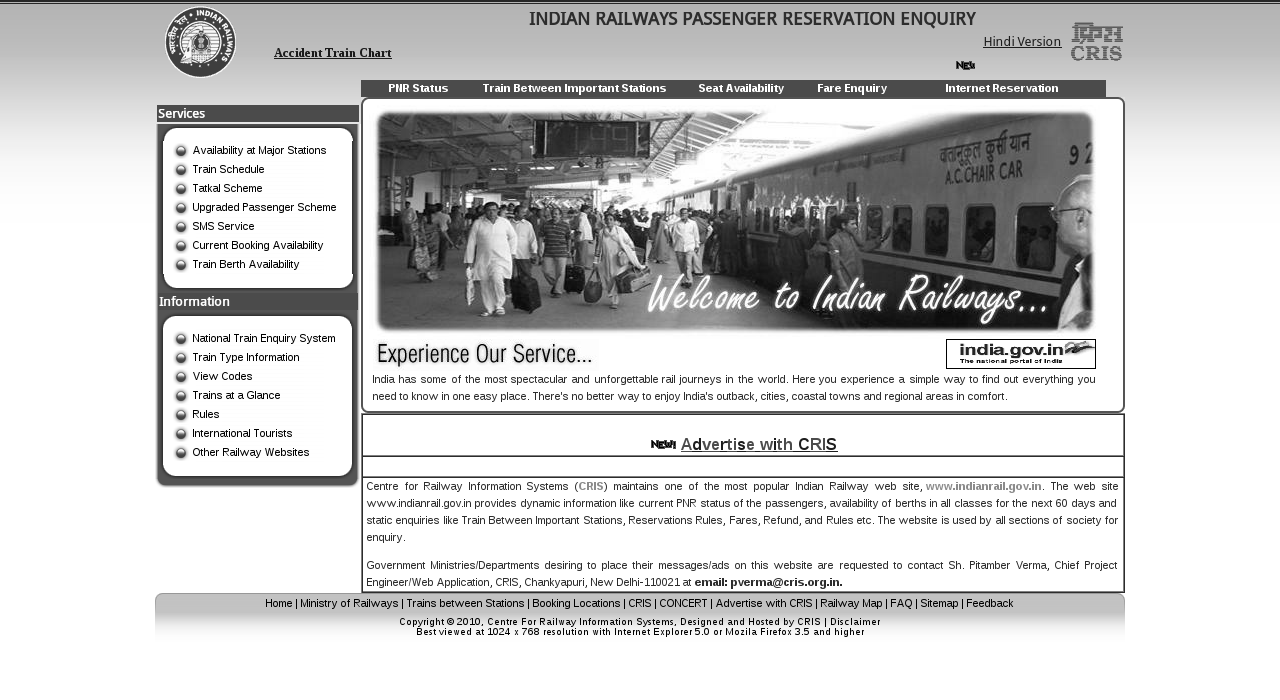 INDIAN RAILWAYS PASSENGER RESERVATION ENQUIRY
INDIAN RAILWAYS
भारतीय रेल
Accident Train Chart
Hindi Version
क्रिस
CRIS
NEW
PNR Status Train Between Important Stations Seat Availability Fare Enquiry Internet Reservation
Services
Availability at Major Stations
Train Schedule
Tatkal Scheme
Upgraded Passenger Scheme
SMS Service
Current Booking Availability
Train Berth Availability
Information
National Train Enquiry System
Train Type Information
View Codes
Trains at a Glance
Rules
International Tourists
Other Railway Websites
वातानुकूल कुर्सी यान
A.C. CHAIR CAR
9 2
Welcome to Indian Railways...
Experience Our Service...
india.gov.in
The national portal of India
India has some of the most spectacular and unforgettable rail journeys in the world. Here you experience a simple way to find out everything you
need to know in one easy place. There's no better way to enjoy India's outback, cities, coastal towns and regional areas in comfort.
NEW! Advertise with CRIS
Centre for Railway Information Systems (CRIS) maintains one of the most popular Indian Railway web site, www.indianrail.gov.in. The web site
www.indianrail.gov.in provides dynamic information like current PNR status of the passengers, availability of berths in all classes for the next 60 days and
static enquiries like Train Between Important Stations, Reservations Rules, Fares, Refund, and Rules etc. The website is used by all sections of society for
enquiry.
Government Ministries/Departments desiring to place their messages/ads on this website are requested to contact Sh. Pitamber Verma, Chief Project
Engineer/Web Application, CRIS, Chankyapuri, New Delhi-110021 at email: pverma@cris.org.in.
Home | Ministry of Railways | Trains between Stations | Booking Locations | CRIS | CONCERT | Advertise with CRIS | Railway Map | FAQ | Sitemap | Feedback
Copyright © 2010, Centre For Railway Information Systems, Designed and Hosted by CRIS | Disclaimer
Best viewed at 1024 x 768 resolution with Internet Explorer 5.0 or Mozila Firefox 3.5 and higher